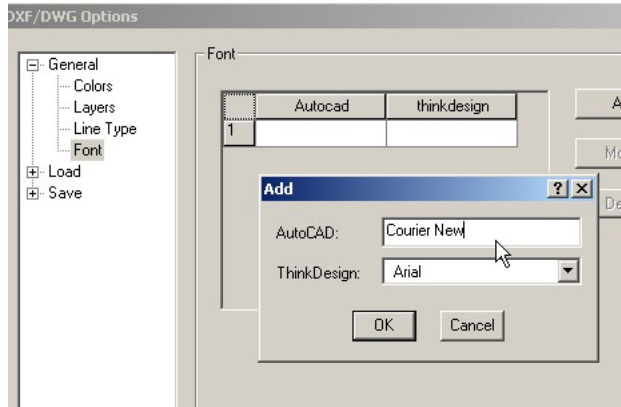 DXF/DWG Options
General
Colors
Layers
Line Type
Font
Load
Save
Font
Autocad thinkdesign
1
Add
AutoCAD: Courier New
ThinkDesign: Arial
OK Cancel